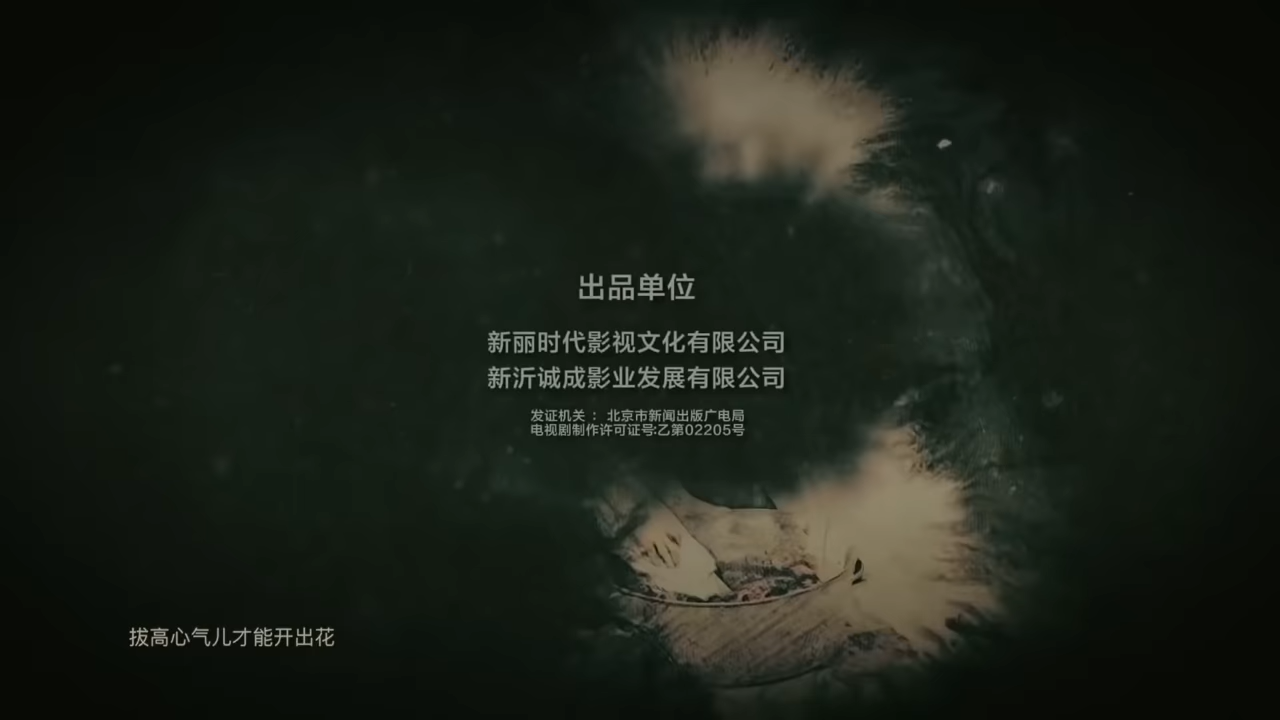 出品单位
新丽时代影视文化有限公司
新沂诚成影业发展有限公司
发证机关 ： 北京市新闻出版广电局
电视剧制作许可证号:乙第02205号
拔高心气儿才能开出花